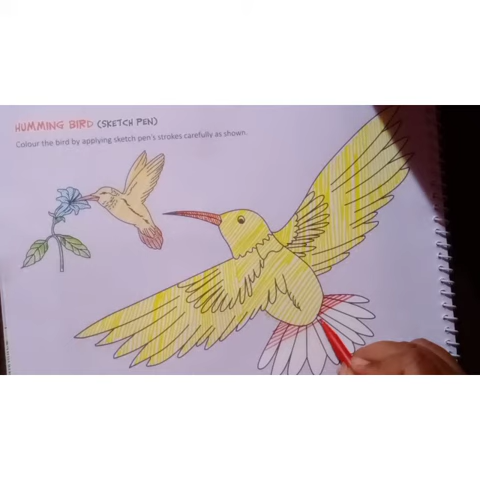 HUMMING BIRD (SKETCH PEN)
Colour the bird by applying sketch pen's strokes carefully as shown.